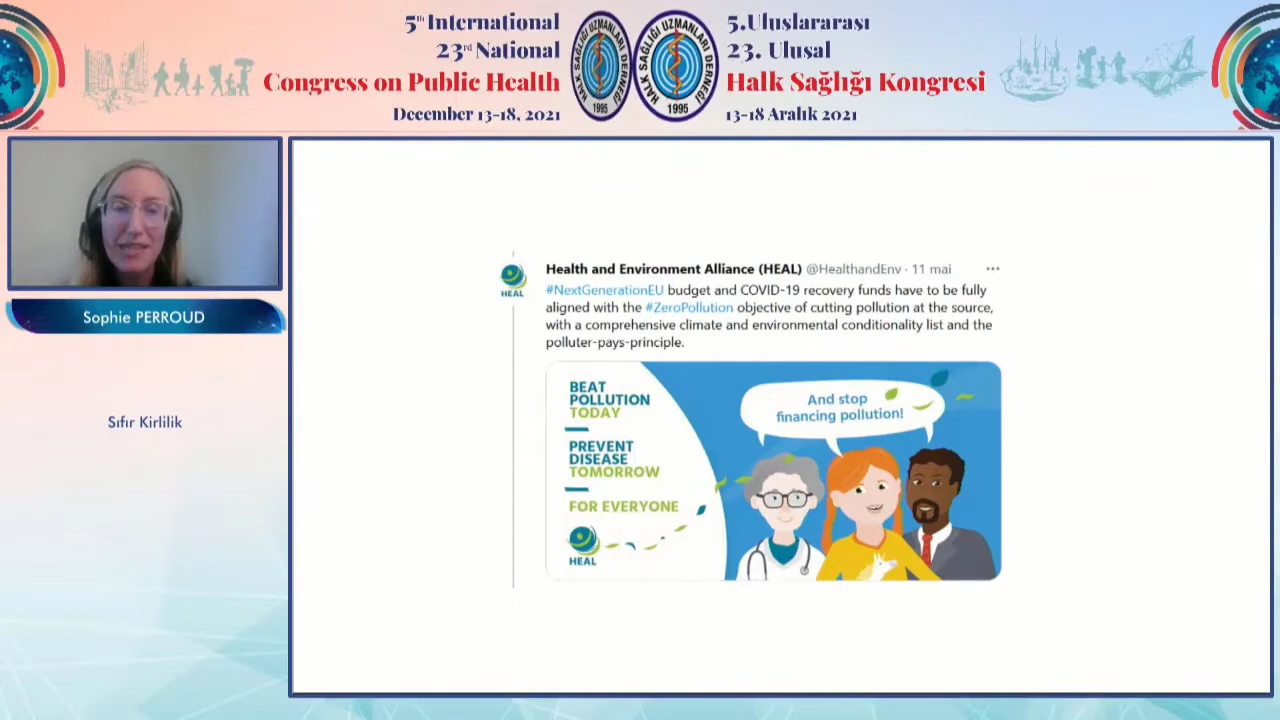 5th International
23rd National
Congress on Public Health
December 13-18, 2021
HALK SAĞLIĞI UZMANLARI DERNEĞİ
1995
HALK SAĞLIĞI UZMANLARI DERNEĞİ
1995
5.Uluslararası
23. Ulusal
Halk Sağlığı Kongresi
13-18 Aralık 2021
Sophie PERROUD
Sıfır Kirlilik
HEAL
Health and Environment Alliance (HEAL) @HealthandEnv · 11 mai ···
#NextGenerationEU budget and COVID-19 recovery funds have to be fully
aligned with the #ZeroPollution objective of cutting pollution at the source,
with a comprehensive climate and environmental conditionality list and the
polluter-pays-principle.
BEAT
POLLUTION
TODAY
PREVENT
DISEASE
TOMORROW
FOR EVERYONE
HEAL
And stop
financing pollution!